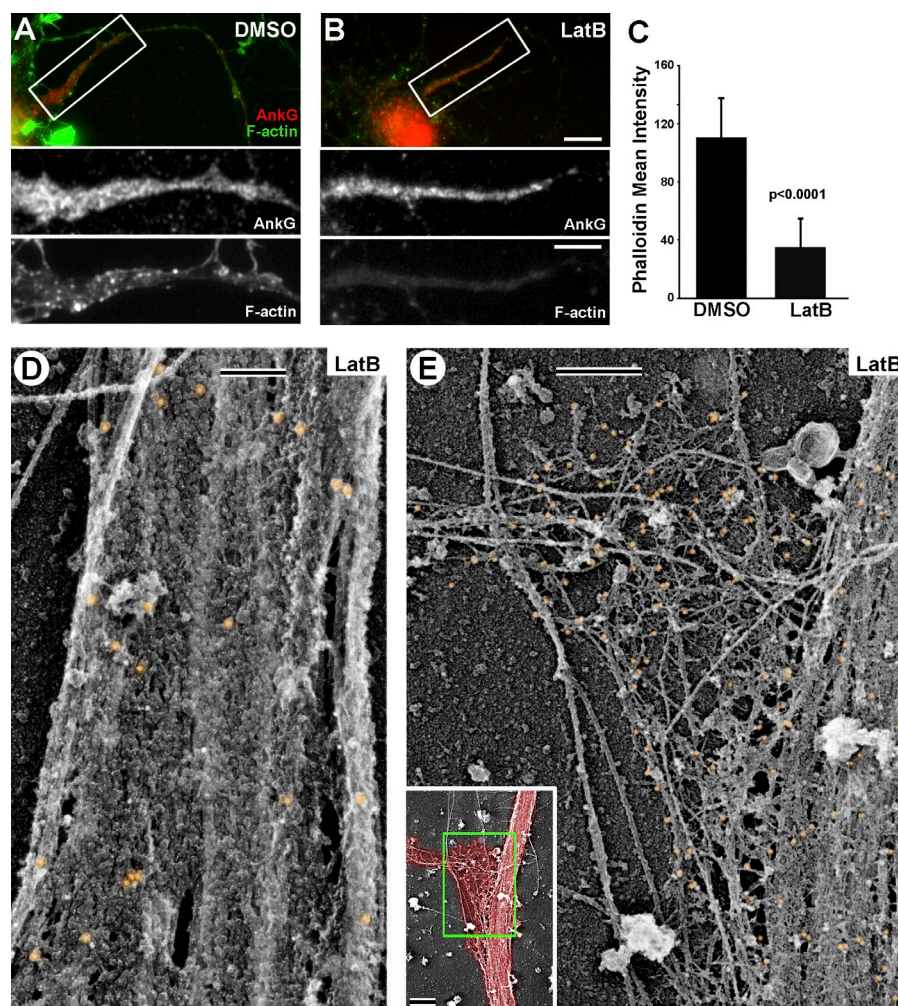 A
DMSO
AnkG
F-actin
AnkG
F-actin
B
LatB
AnkG
F-actin
C
Phalloidin Mean Intensity
160
120
80
40
0
p<0.0001
DMSO
LatB
D
LatB
E
LatB